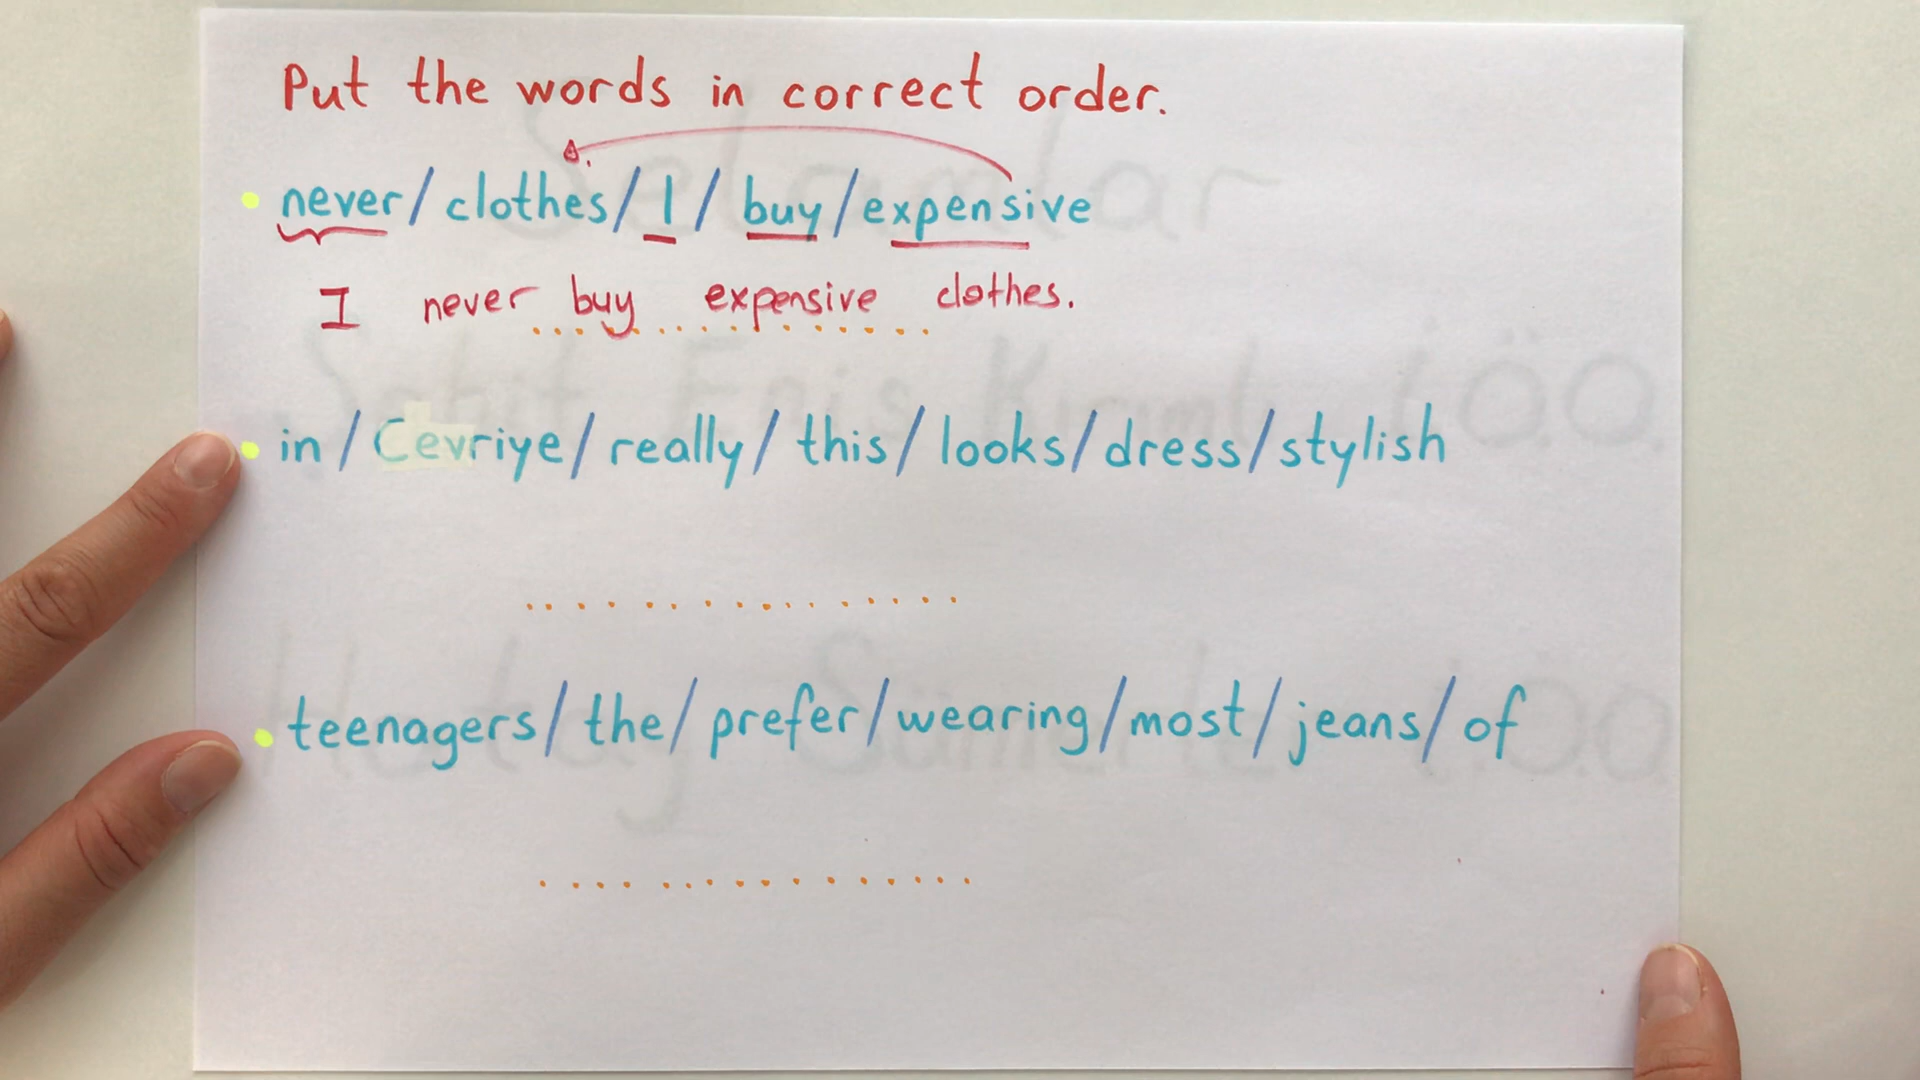 Put the words in correct order.
never/ clothes/ I / buy /expensive
I never buy expensive clothes.
in / Cevriye/ really/ this/ looks/ dress/ stylish
teenagers/ the/ prefer/ wearing/ most/ jeans/ of